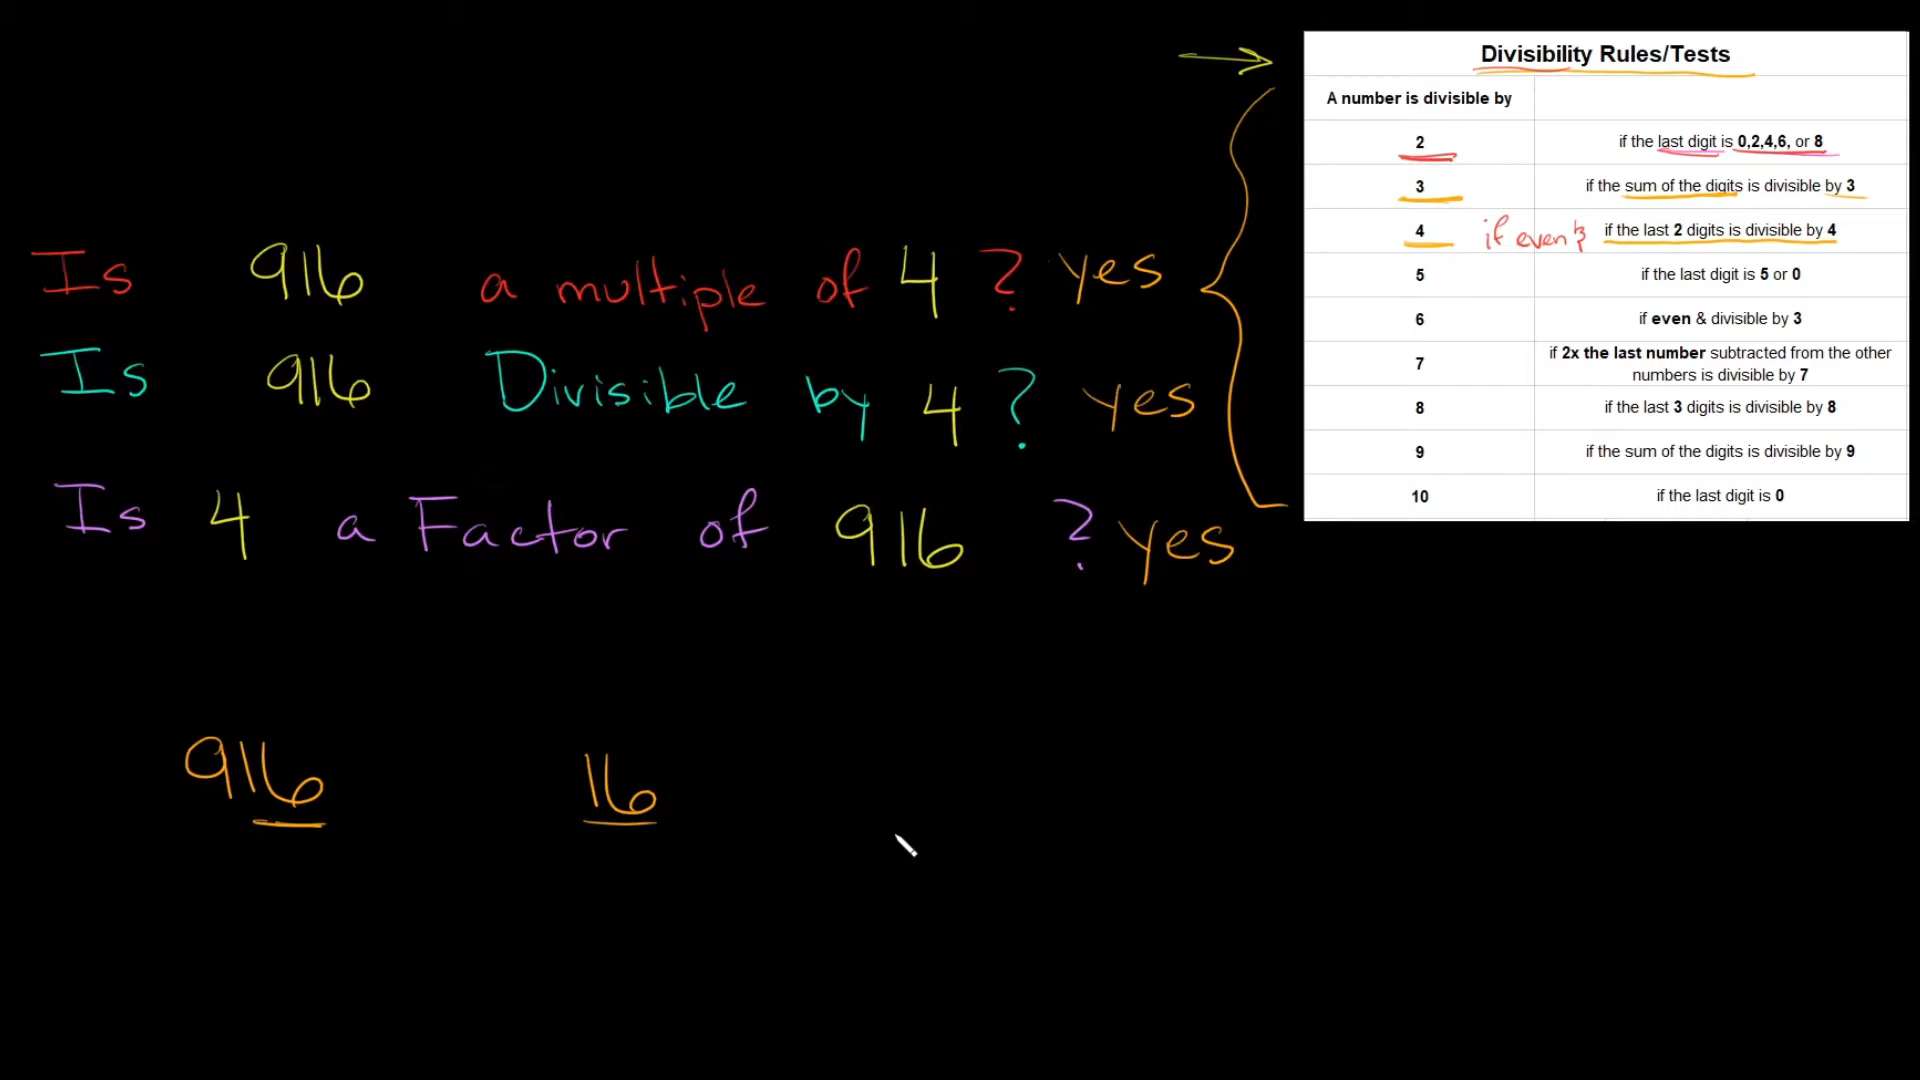 Divisibility Rules/Tests
A number is divisible by
2 if the last digit is 0,2,4,6, or 8
3 if the sum of the digits is divisible by 3
4 if even & if the last 2 digits is divisible by 4
5 if the last digit is 5 or 0
6 if even & divisible by 3
7 if 2x the last number subtracted from the other
numbers is divisible by 7
8 if the last 3 digits is divisible by 8
9 if the sum of the digits is divisible by 9
10 if the last digit is 0
Is 916 a multiple of 4 ? yes
Is 916 Divisible by 4 ? yes
Is 4 a Factor of 916 ? yes
916 16